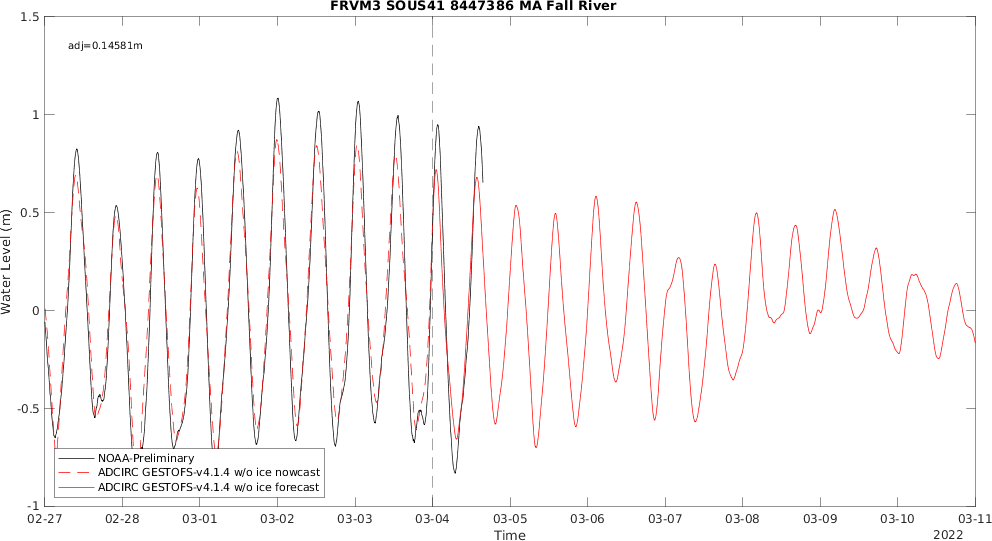 FRVM3 SOUS41 8447386 MA Fall River
adj=0.14581m
Water Level (m)
1.5
1
0.5
0
-0.5
-1
NOAA-Preliminary
ADCIRC GESTOFS-v4.1.4 w/o ice nowcast
ADCIRC GESTOFS-v4.1.4 w/o ice forecast
02-27 02-28 03-01 03-02 03-03 03-04 03-05 03-06 03-07 03-08 03-09 03-10 03-11
Time
2022